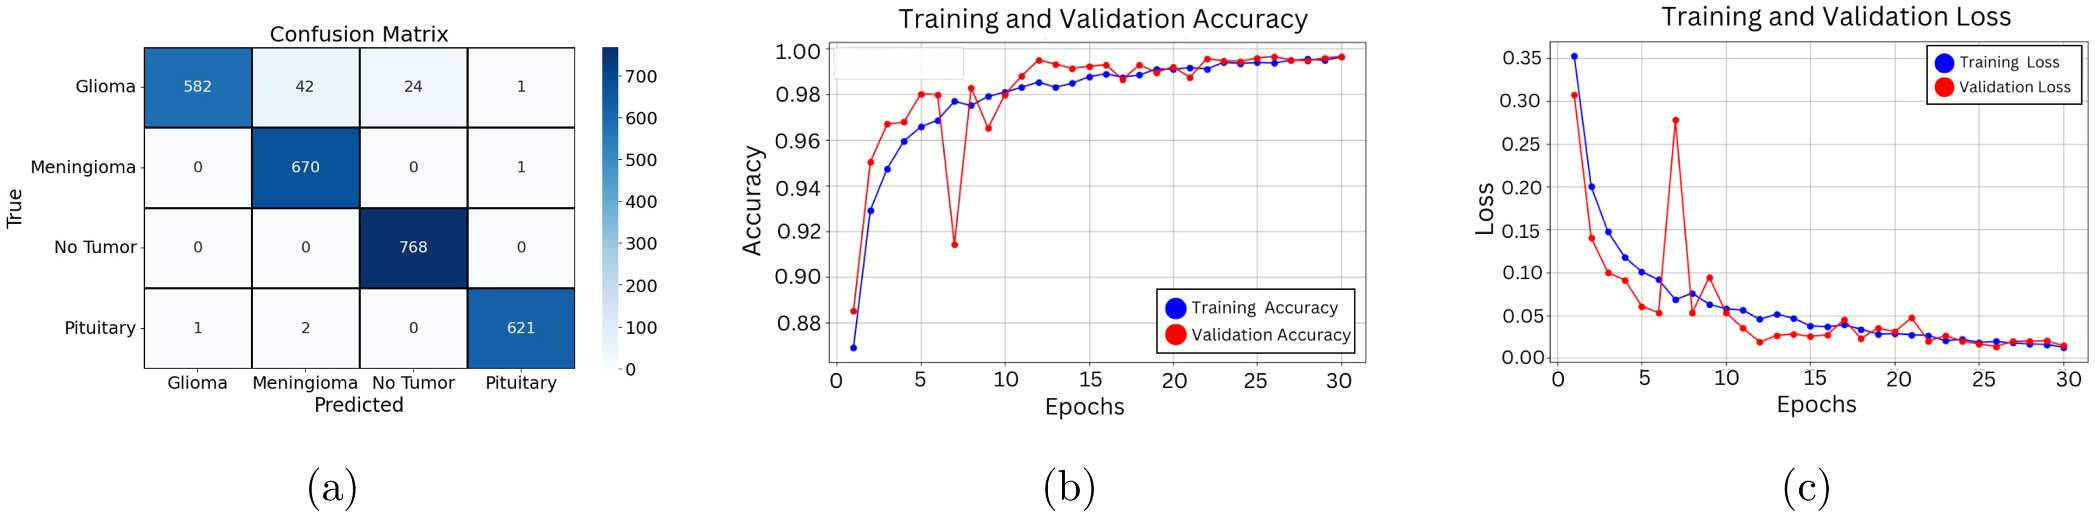 Confusion Matrix
True
Glioma 582 42 24 1
Meningioma 0 670 0 1
No Tumor 0 0 768 0
Pituitary 1 2 0 621
Glioma Meningioma No Tumor Pituitary
Predicted
700
600
500
400
300
200
100
0
(a)
Training and Validation Accuracy
Accuracy
1.00
0.98
0.96
0.94
0.92
0.90
0.88
Training Accuracy
Validation Accuracy
0 5 10 15 20 25 30
Epochs
(b)
Training and Validation Loss
Loss
0.35
0.30
0.25
0.20
0.15
0.10
0.05
0.00
Training Loss
Validation Loss
0 5 10 15 20 25 30
Epochs
(c)